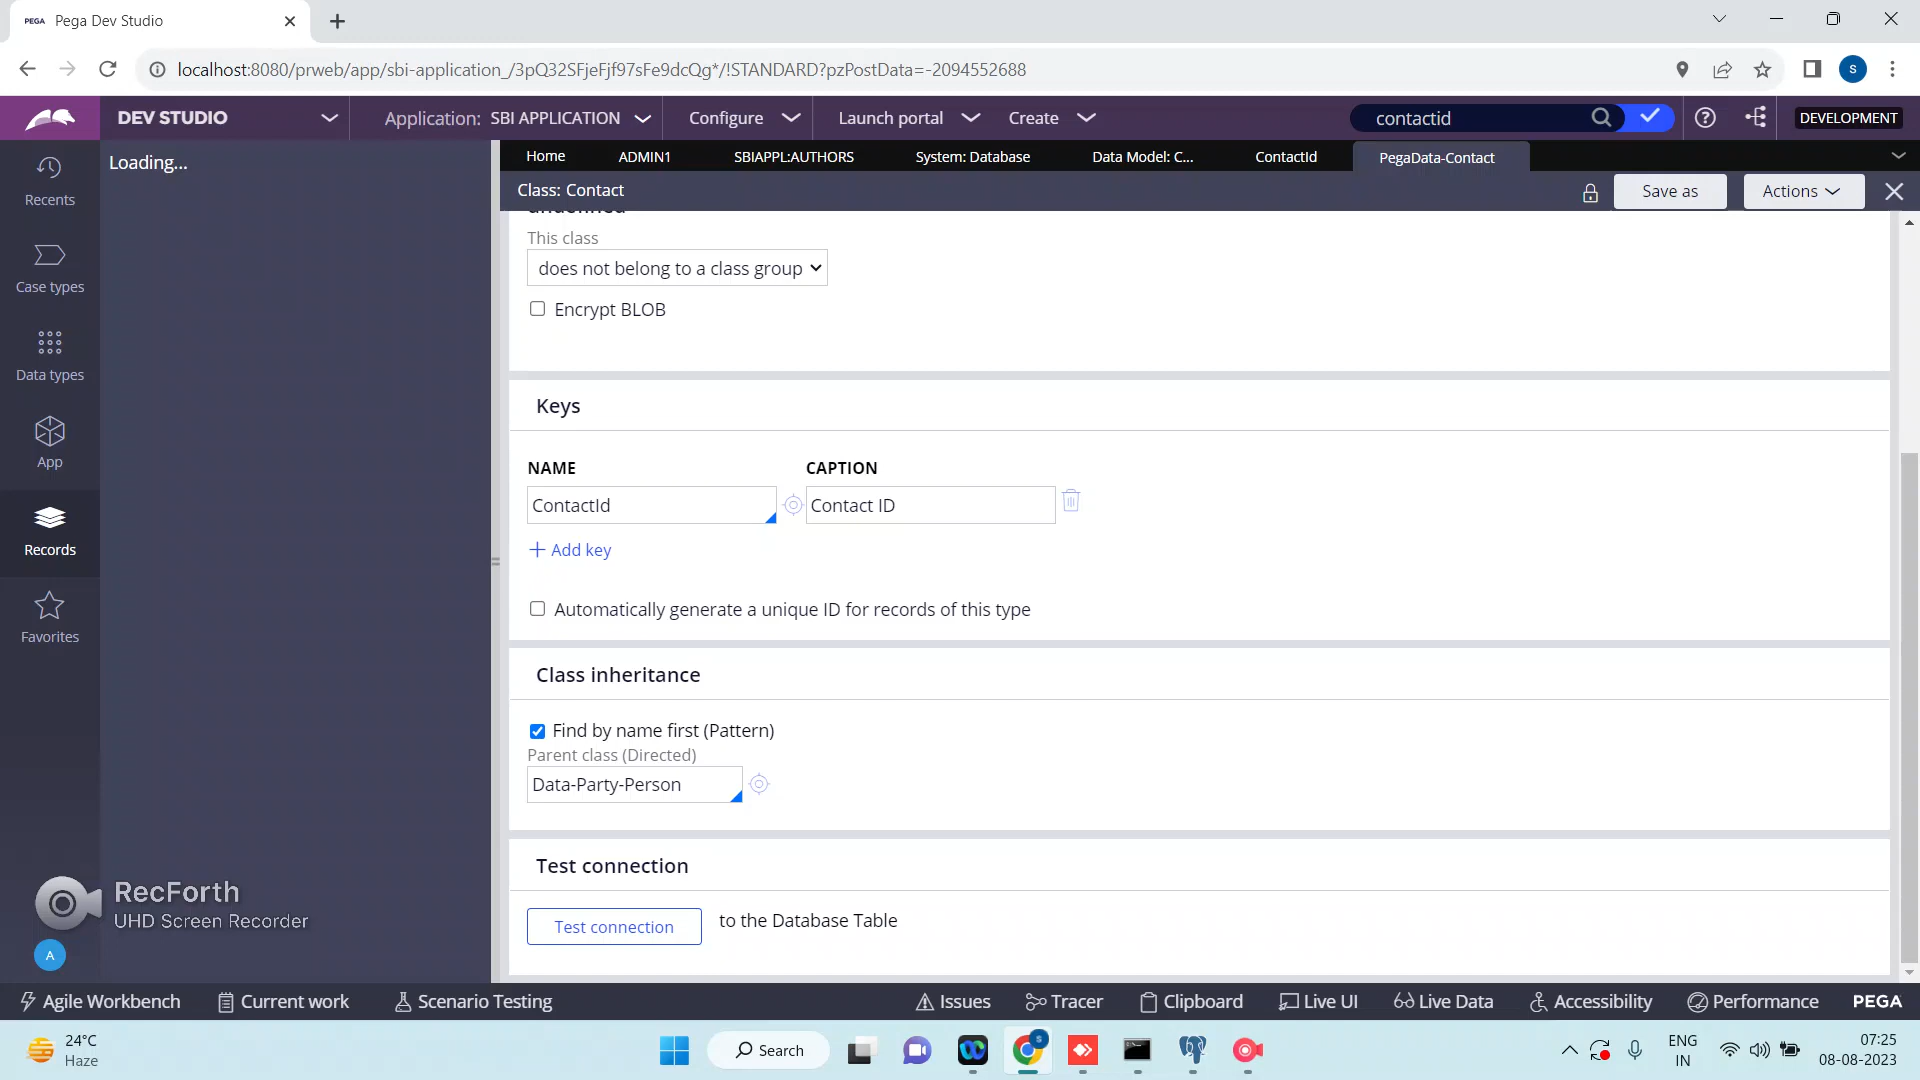 PEGA Pega Dev Studio
localhost:8080/prweb/app/sbi-application_/3pQ32SFjeFjf97sFe9dcQg*/!STANDARD?pzPostData=-2094552688
S
DEV STUDIO
Application: SBI APPLICATION
Configure
Launch portal
Create
contactid
DEVELOPMENT
Recents
Case types
Data types
App
Records
Favorites
Loading...
Home
ADMIN1
SBIAPPL:AUTHORS
System: Database
Data Model: C...
ContactId
PegaData-Contact
Class: Contact
Save as
Actions
undefined
This class
does not belong to a class group
Encrypt BLOB
Keys
NAME
CAPTION
ContactId
Contact ID
Add key
Automatically generate a unique ID for records of this type
Class inheritance
Find by name first (Pattern)
Parent class (Directed)
Data-Party-Person
Test connection
Test connection
to the Database Table
RecForth
UHD Screen Recorder
A
Agile Workbench
Current work
Scenario Testing
Issues
Tracer
Clipboard
Live UI
Live Data
Accessibility
Performance
PEGA
24°C
Haze
Search
S
ENG
IN
07:25
08-08-2023